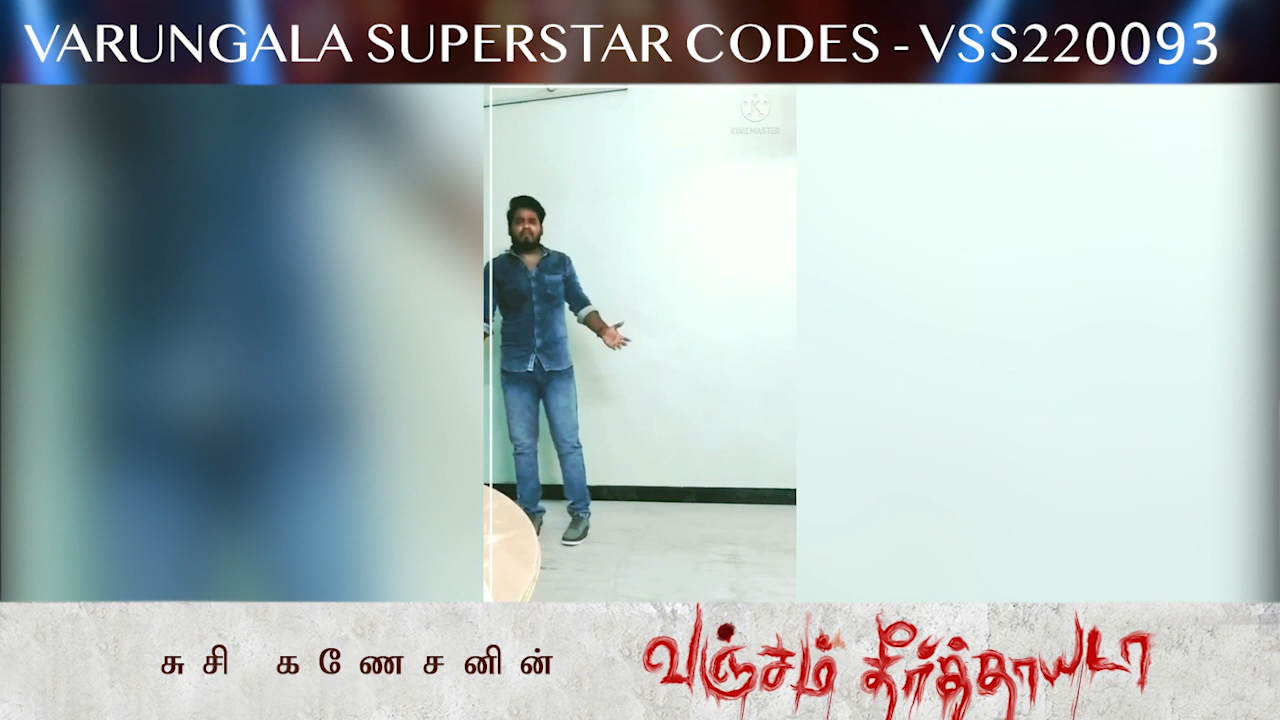 VARUNGALA SUPERSTAR CODES - VSS220093
KINEMASTER
சுசி கணேசனின்
வஞ்சம் தீர்த்தாயடா